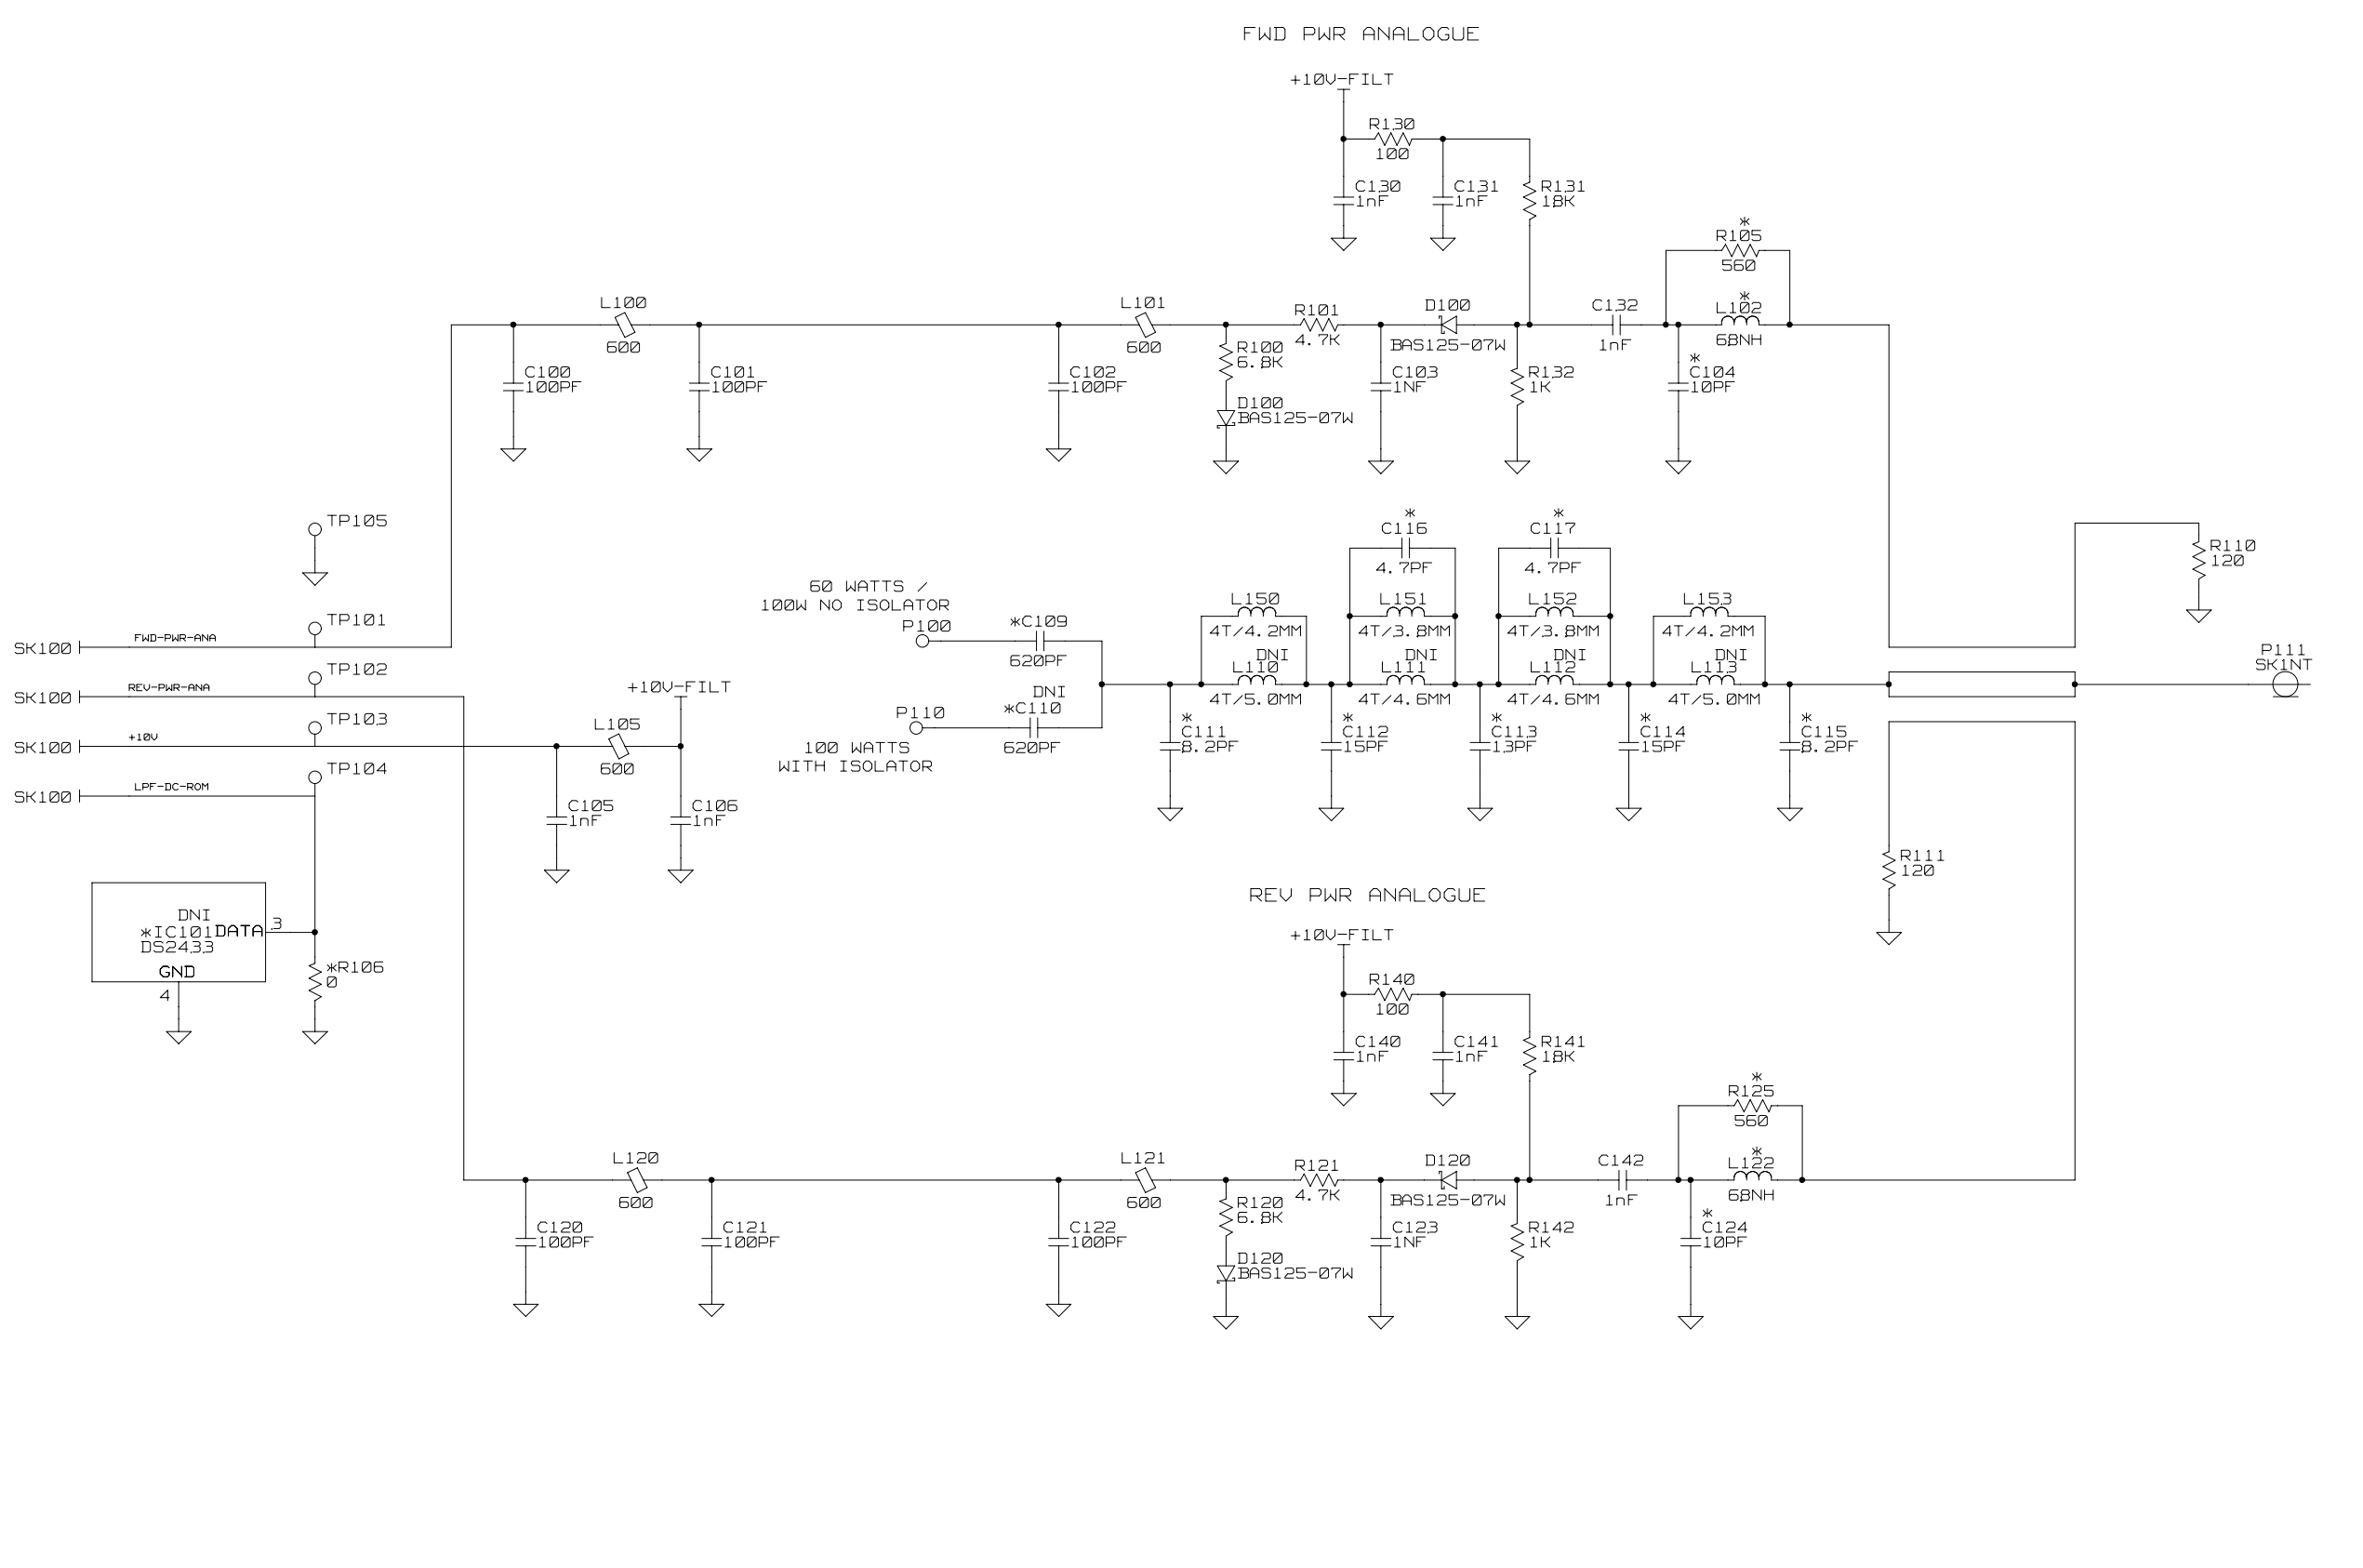 FWD PWR ANALOGUE
+10V-FILT
R130
100
C130
1nF
C131
1nF
R131
18K
*
R105
560
L100
600
L101
600
R101
4.7K
D100
BAS125-07W
C132
1nF
*
L102
68NH
C100
100PF
C101
100PF
C102
100PF
R100
6.8K
D100
BAS125-07W
C103
1NF
R132
1K
*
C104
10PF
TP105
TP101
SK100
FWD-PWR-ANA
TP102
SK100
REV-PWR-ANA
TP103
SK100
+10V
TP104
SK100
LPF-DC-ROM
+10V-FILT
L105
600
C105
1nF
C106
1nF
60 WATTS /
100W NO ISOLATOR
P100
*C109
620PF
P110
DNI
*C110
620PF
100 WATTS
WITH ISOLATOR
*
C116
4.7PF
*
C117
4.7PF
L150
4T/4.2MM
L151
4T/3.8MM
L152
4T/3.8MM
L153
4T/4.2MM
DNI
L110
4T/5.0MM
DNI
L111
4T/4.6MM
DNI
L112
4T/4.6MM
DNI
L113
4T/5.0MM
*
C111
8.2PF
*
C112
15PF
*
C113
13PF
*
C114
15PF
*
C115
8.2PF
R110
120
P111
SK1NT
R111
120
DNI
*IC101
DS2433
DATA
3
GND
4
*R106
0
REV PWR ANALOGUE
+10V-FILT
R140
100
C140
1nF
C141
1nF
R141
18K
*
R125
560
L120
600
L121
600
R121
4.7K
D120
BAS125-07W
C142
1nF
*
L122
68NH
C120
100PF
C121
100PF
C122
100PF
R120
6.8K
D120
BAS125-07W
C123
1NF
R142
1K
*
C124
10PF